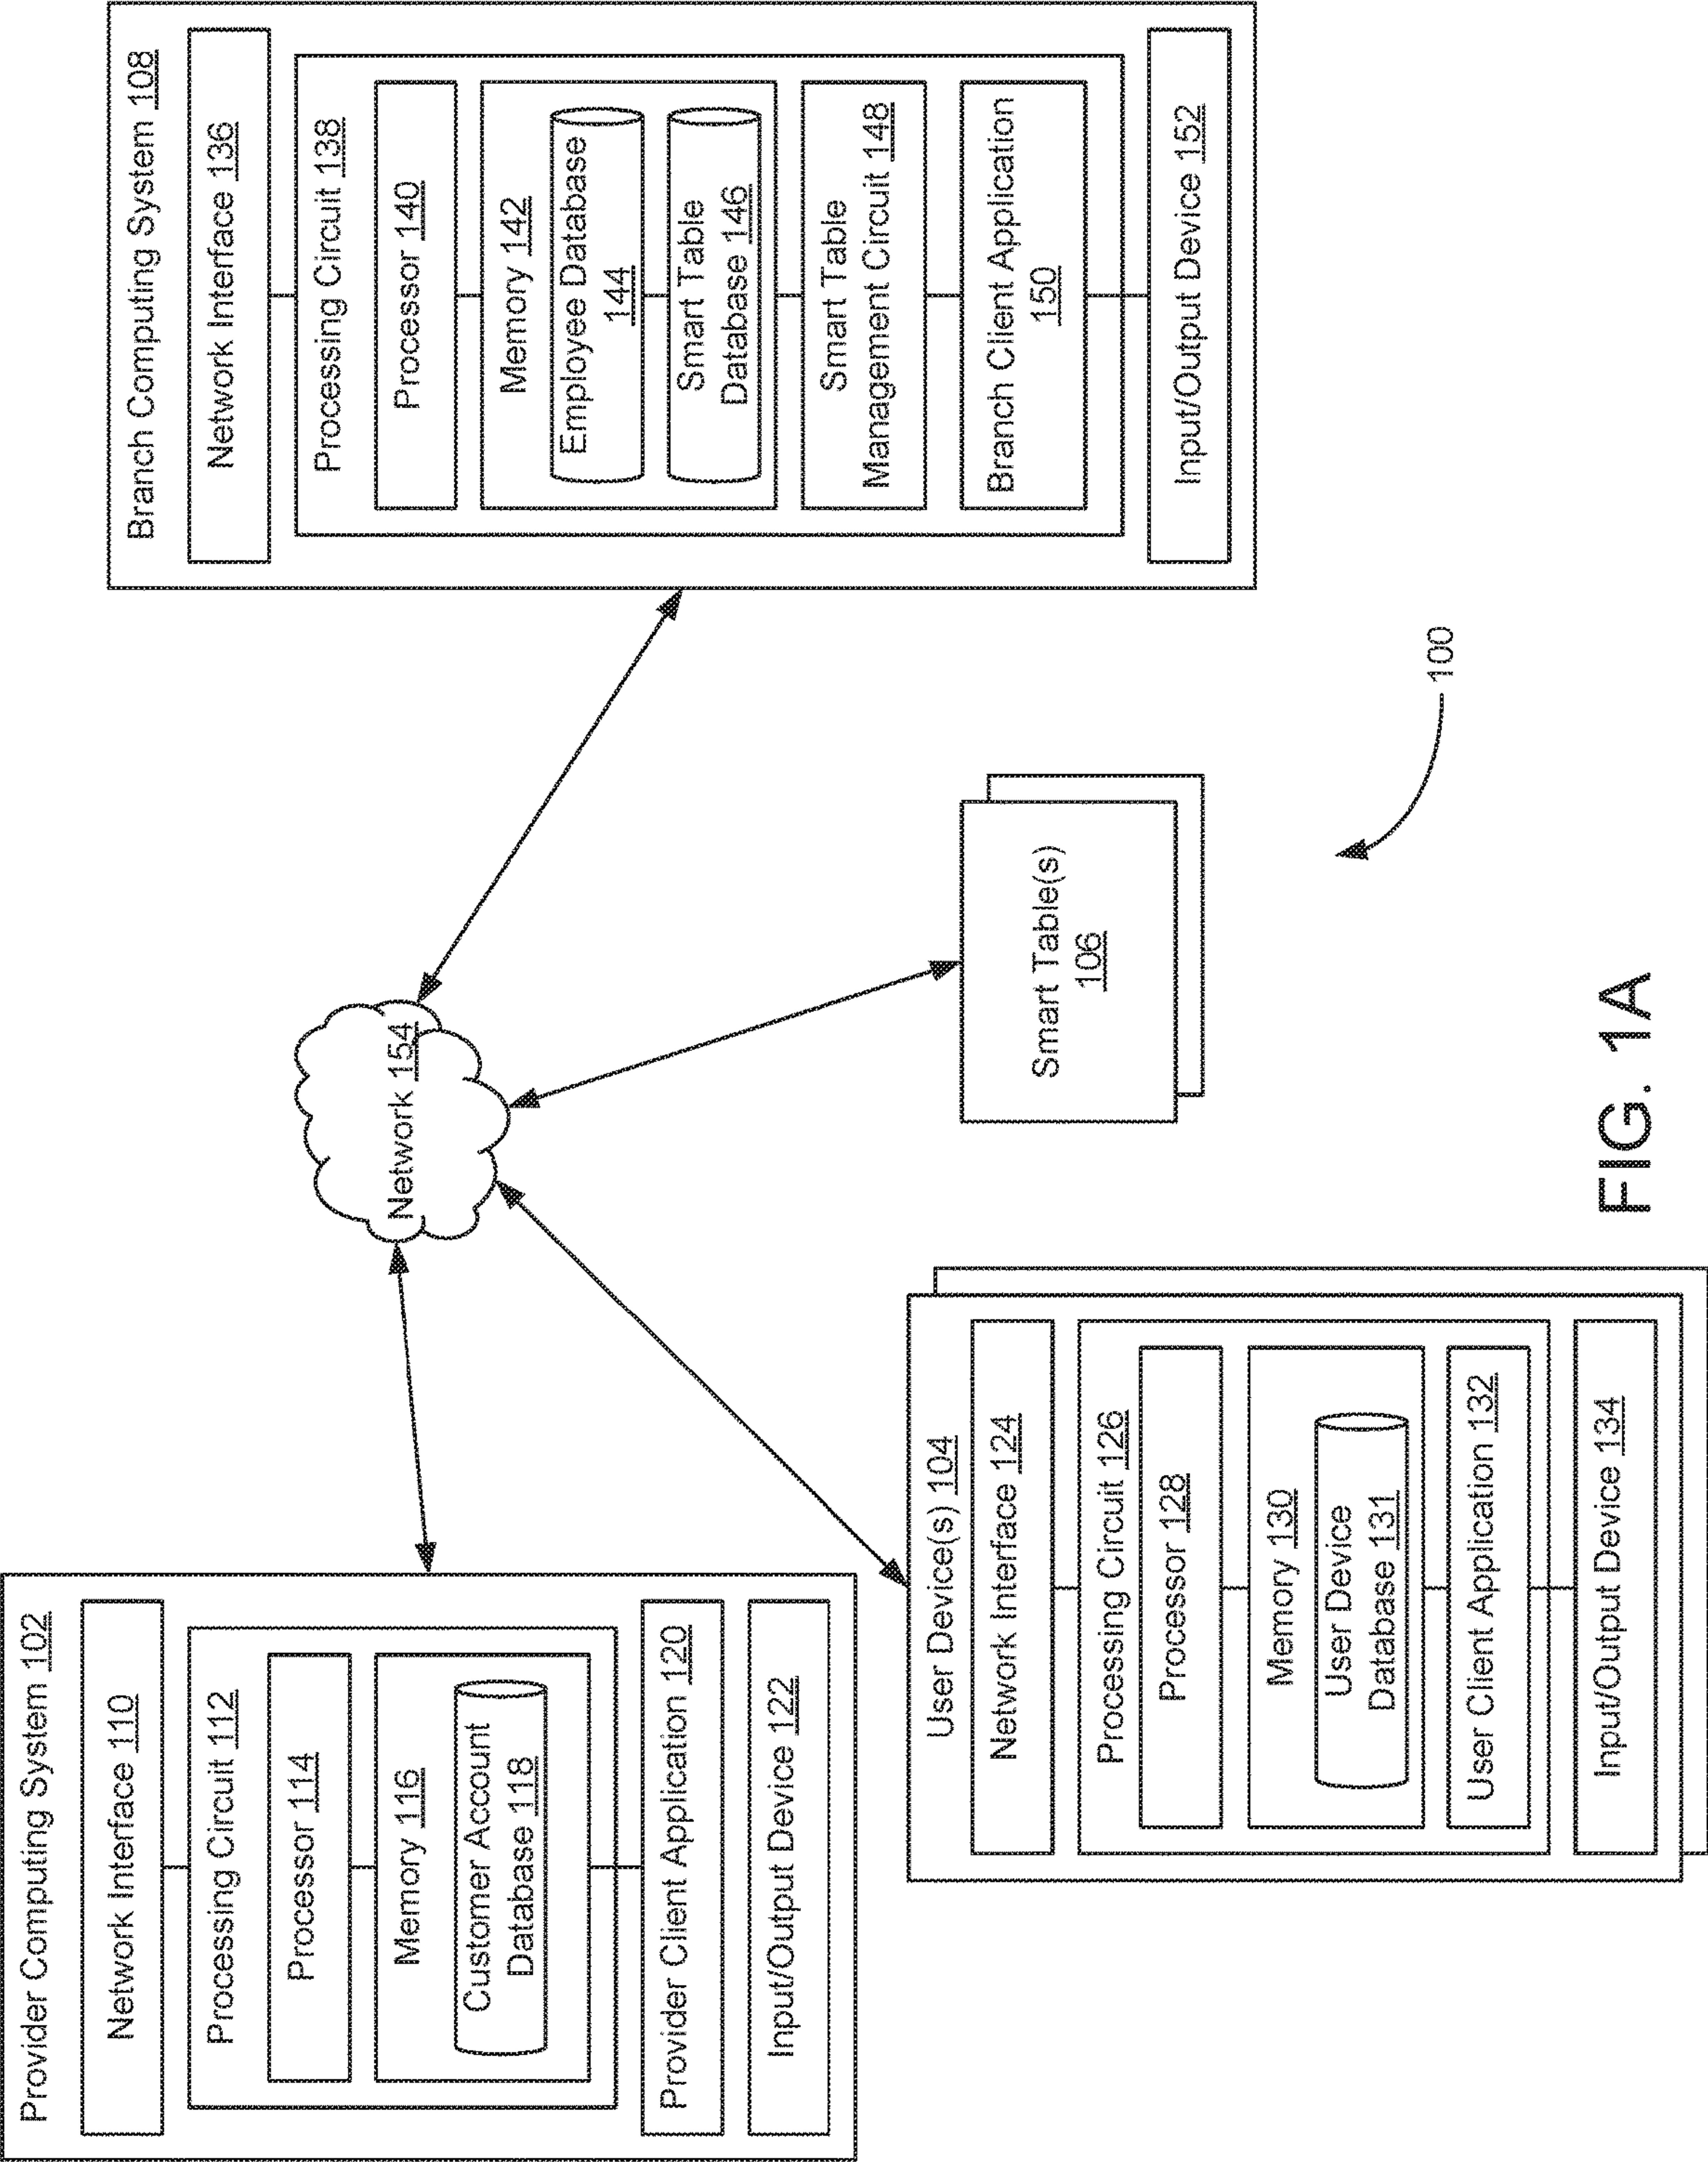 Provider Computing System 102
Network Interface 110
Processing Circuit 112
Processor 114
Memory 116
Customer Account
Database 118
Provider Client Application 120
Input/Output Device 122
Network 154
User Device(s) 104
Network Interface 124
Processing Circuit 126
Processor 128
Memory 130
User Device
Database 131
User Client Application 132
Input/Output Device 134
Smart Table(s)
106
Branch Computing System 108
Network Interface 136
Processing Circuit 138
Processor 140
Memory 142
Employee Database
144
Smart Table
Database 146
Smart Table
Management Circuit 148
Branch Client Application
150
Input/Output Device 152
100
FIG. 1A